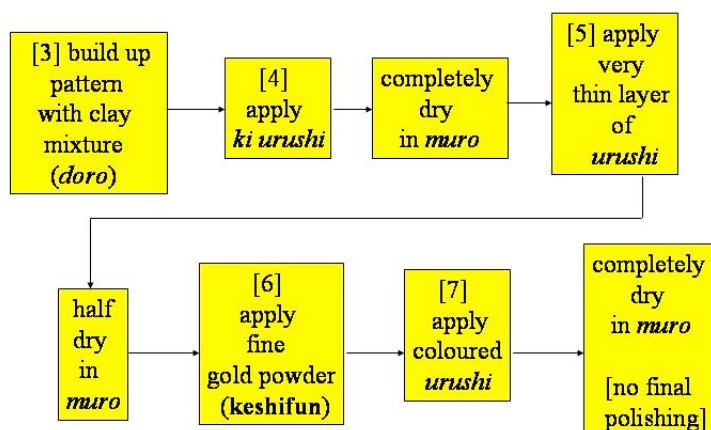 [3] build up
pattern
with clay
mixture
(doro)
[4]
apply
ki urushi
completely
dry
in muro
[5] apply
very
thin layer
of
urushi
half
dry
in
muro
[6]
apply
fine
gold powder
(keshifun)
[7]
apply
coloured
urushi
completely
dry
in muro
[no final
polishing]